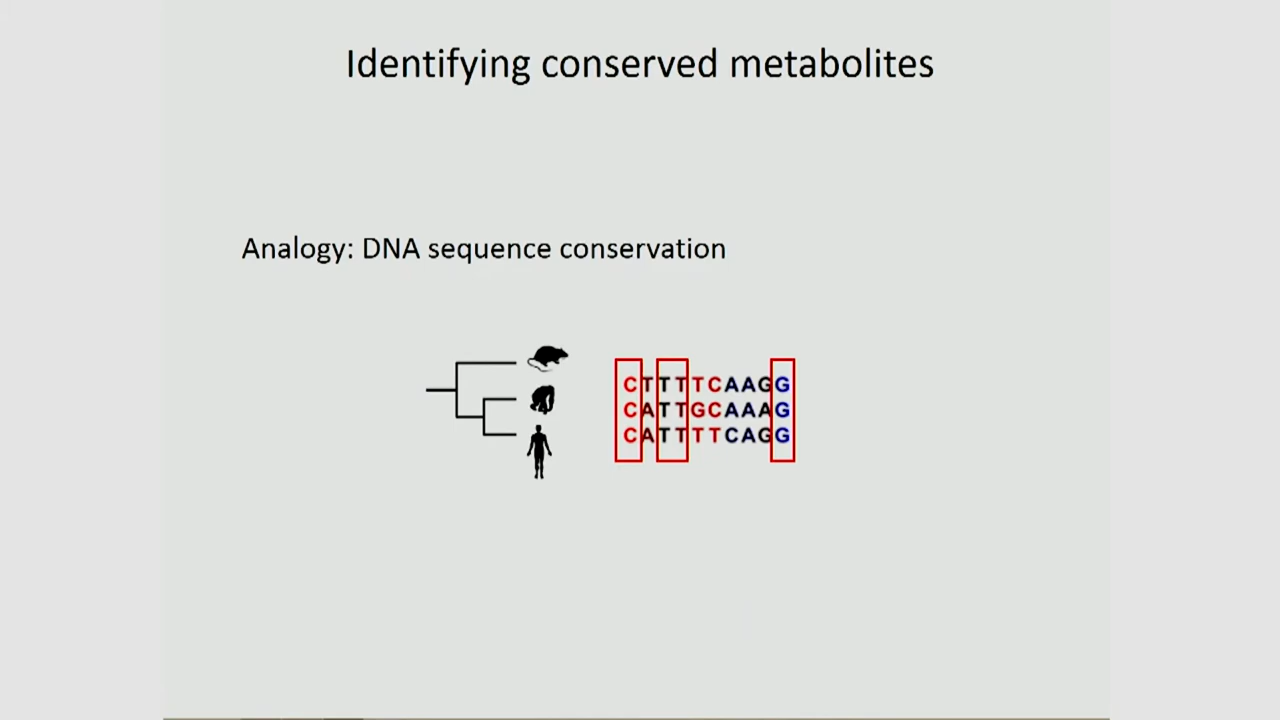 Identifying conserved metabolites
Analogy: DNA sequence conservation
CTTTTCAAGG
CATTGCAAAG
CATTTTCAGG